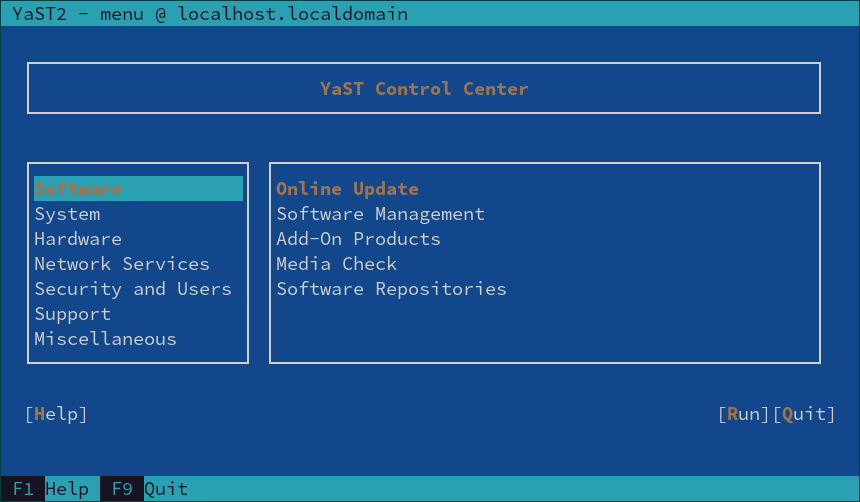 YaST2 - menu @ localhost.localdomain
YaST Control Center
Software
System
Hardware
Network Services
Security and Users
Support
Miscellaneous
Online Update
Software Management
Add-On Products
Media Check
Software Repositories
[Help] [Run][Quit]
F1 Help F9 Quit